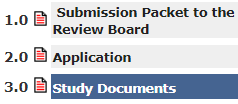 1.0 Submission Packet to the
Review Board
2.0 Application
3.0 Study Documents